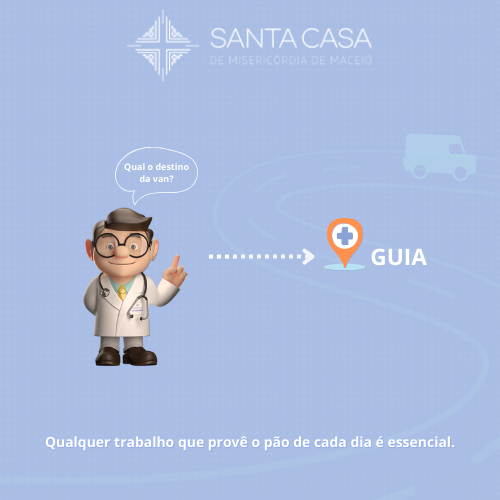 SANTA CASA
DE MISERICÓRDIA DE MACEIÓ
Qual o destino
da van?
GUIA
Qualquer trabalho que provê o pão de cada dia é essencial.